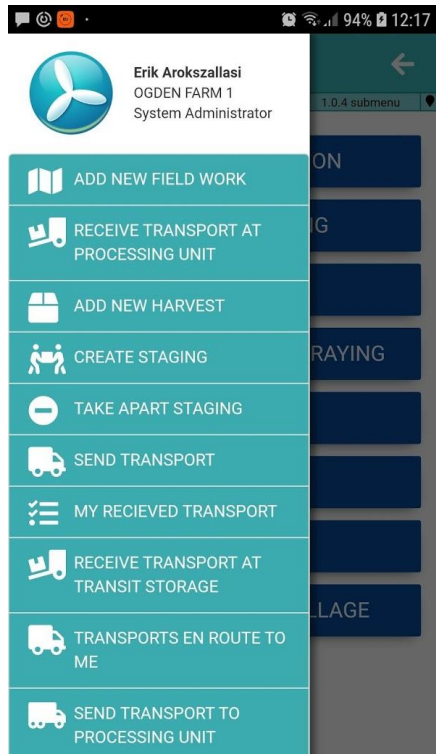 94% 12:17
Erik Arokszallasi
OGDEN FARM 1
System Administrator
1.0.4 submenu
ADD NEW FIELD WORK
RECEIVE TRANSPORT AT
PROCESSING UNIT
ADD NEW HARVEST
CREATE STAGING
TAKE APART STAGING
SEND TRANSPORT
MY RECIEVED TRANSPORT
RECEIVE TRANSPORT AT
TRANSIT STORAGE
TRANSPORTS EN ROUTE TO
ME
SEND TRANSPORT TO
PROCESSING UNIT
ON
IG
RAYING
LLAGE